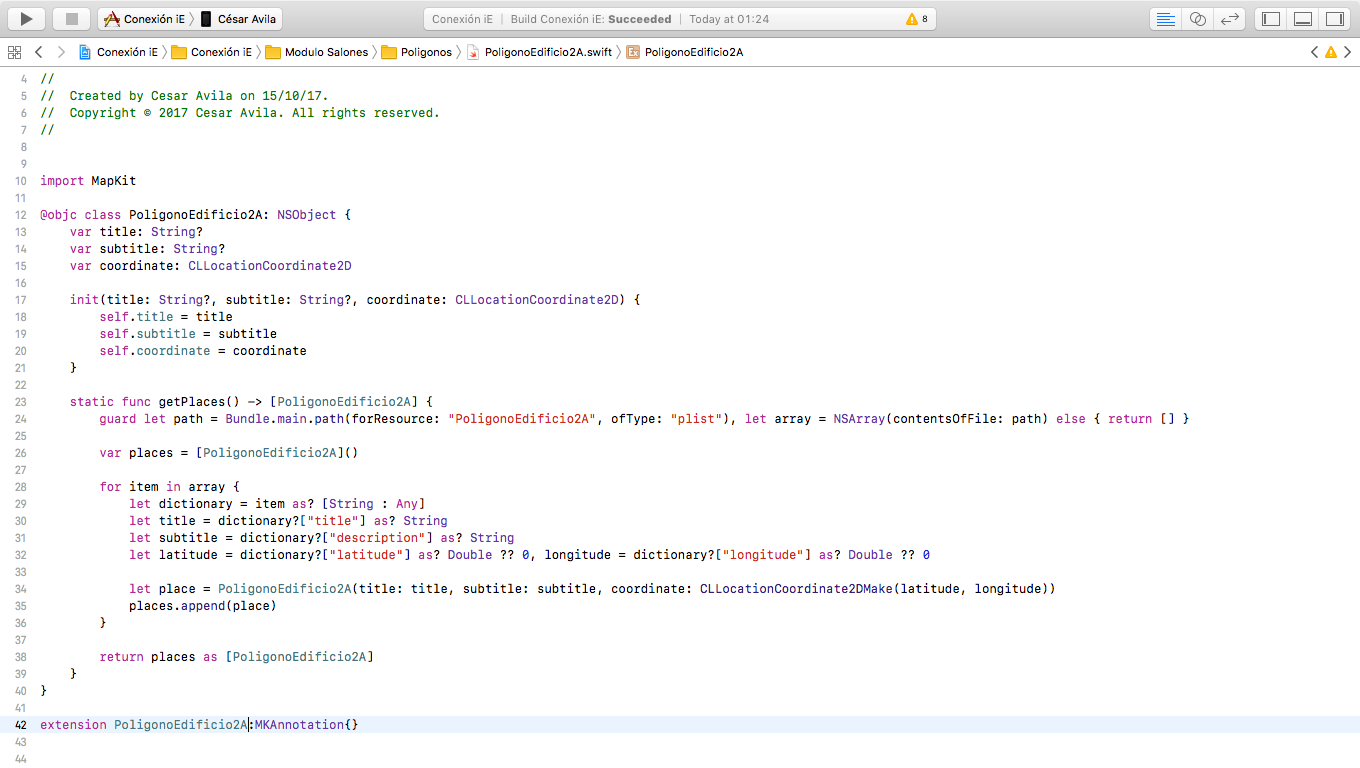 Conexión iE César Avila
Conexión iE | Build Conexión iE: Succeeded | Today at 01:24 8
Conexión iE Conexión iE Modulo Salones Poligonos PoligonoEdificio2A.swift Ex PoligonoEdificio2A
4 //
5 //  Created by Cesar Avila on 15/10/17.
6 //  Copyright © 2017 Cesar Avila. All rights reserved.
7 //
8
9
10 import MapKit
11
12 @objc class PoligonoEdificio2A: NSObject {
13     var title: String?
14     var subtitle: String?
15     var coordinate: CLLocationCoordinate2D
16
17     init(title: String?, subtitle: String?, coordinate: CLLocationCoordinate2D) {
18         self.title = title
19         self.subtitle = subtitle
20         self.coordinate = coordinate
21     }
22
23     static func getPlaces() -> [PoligonoEdificio2A] {
24         guard let path = Bundle.main.path(forResource: "PoligonoEdificio2A", ofType: "plist"), let array = NSArray(contentsOfFile: path) else { return [] }
25
26         var places = [PoligonoEdificio2A]()
27
28         for item in array {
29             let dictionary = item as? [String : Any]
30             let title = dictionary?["title"] as? String
31             let subtitle = dictionary?["description"] as? String
32             let latitude = dictionary?["latitude"] as? Double ?? 0, longitude = dictionary?["longitude"] as? Double ?? 0
33
34             let place = PoligonoEdificio2A(title: title, subtitle: subtitle, coordinate: CLLocationCoordinate2DMake(latitude, longitude))
35             places.append(place)
36         }
37
38         return places as [PoligonoEdificio2A]
39     }
40 }
41
42 extension PoligonoEdificio2A:MKAnnotation{}
43
44